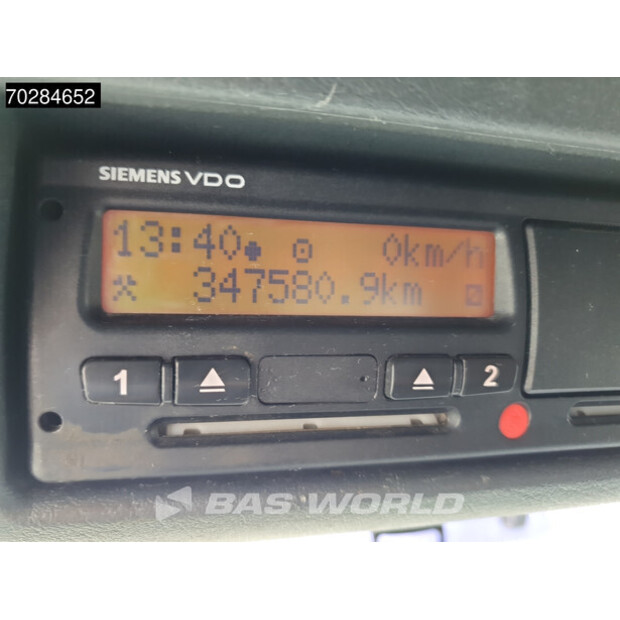 70284652
SIEMENS VDO
13:40 0km/h
347580.9km
1 2
BAS WORLD